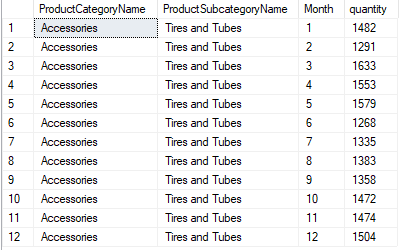 ProductCategoryName ProductSubcategoryName Month quantity
1 Accessories Tires and Tubes 1 1482
2 Accessories Tires and Tubes 2 1291
3 Accessories Tires and Tubes 3 1633
4 Accessories Tires and Tubes 4 1553
5 Accessories Tires and Tubes 5 1579
6 Accessories Tires and Tubes 6 1268
7 Accessories Tires and Tubes 7 1335
8 Accessories Tires and Tubes 8 1383
9 Accessories Tires and Tubes 9 1358
10 Accessories Tires and Tubes 10 1472
11 Accessories Tires and Tubes 11 1474
12 Accessories Tires and Tubes 12 1504